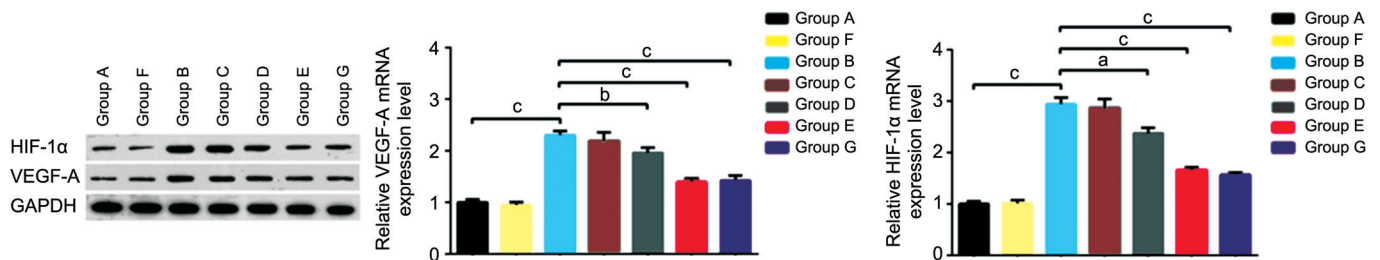 Group A
Group F
Group B
Group C
Group D
Group E
Group G
HIF-1α
VEGF-A
GAPDH
Relative VEGF-A mRNA
expression level
4
3
2
1
0
c
b
c
c
Group A
Group F
Group B
Group C
Group D
Group E
Group G
Relative HIF-1α mRNA
expression level
4
3
2
1
0
c
a
c
c
Group A
Group F
Group B
Group C
Group D
Group E
Group G